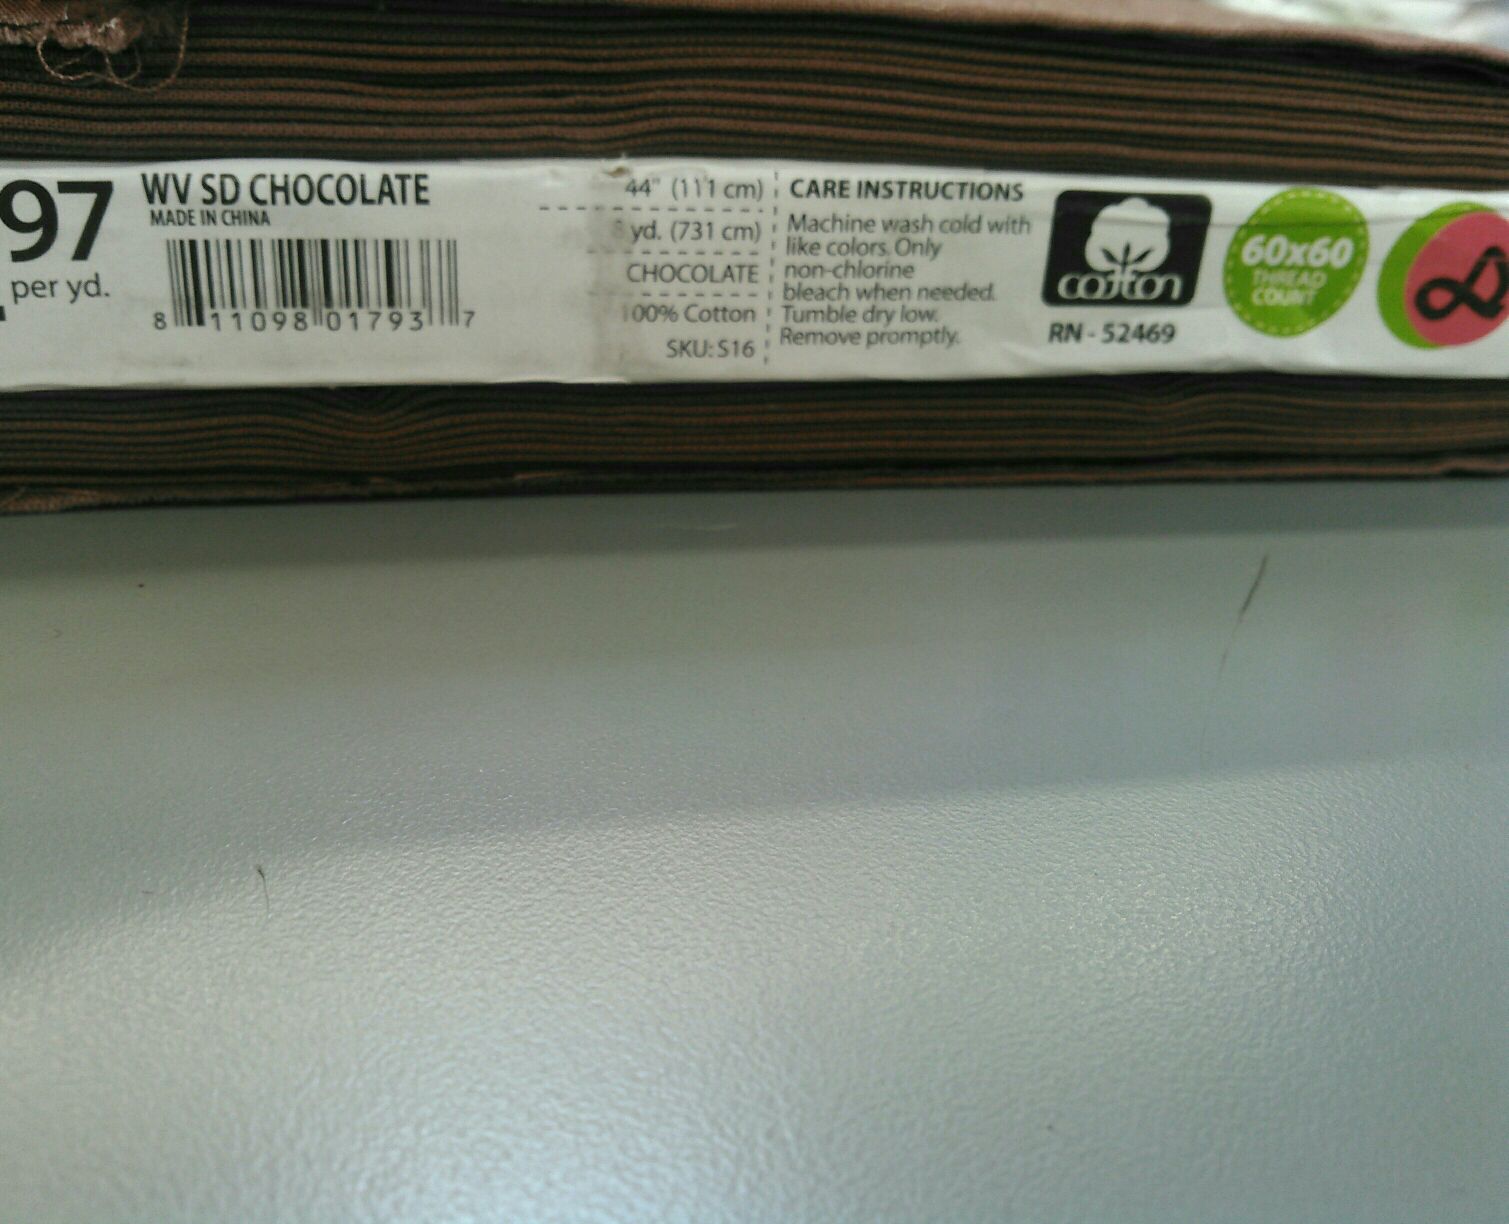 97
per yd.
WV SD CHOCOLATE
MADE IN CHINA
8 11098 01793 7
44" (111 cm)
8 yd. (731 cm)
CHOCOLATE
100% Cotton
SKU: S16
CARE INSTRUCTIONS
Machine wash cold with
like colors. Only
non-chlorine
bleach when needed.
Tumble dry low.
Remove promptly.
cotton
RN - 52469
60x60
THREAD
COUNT